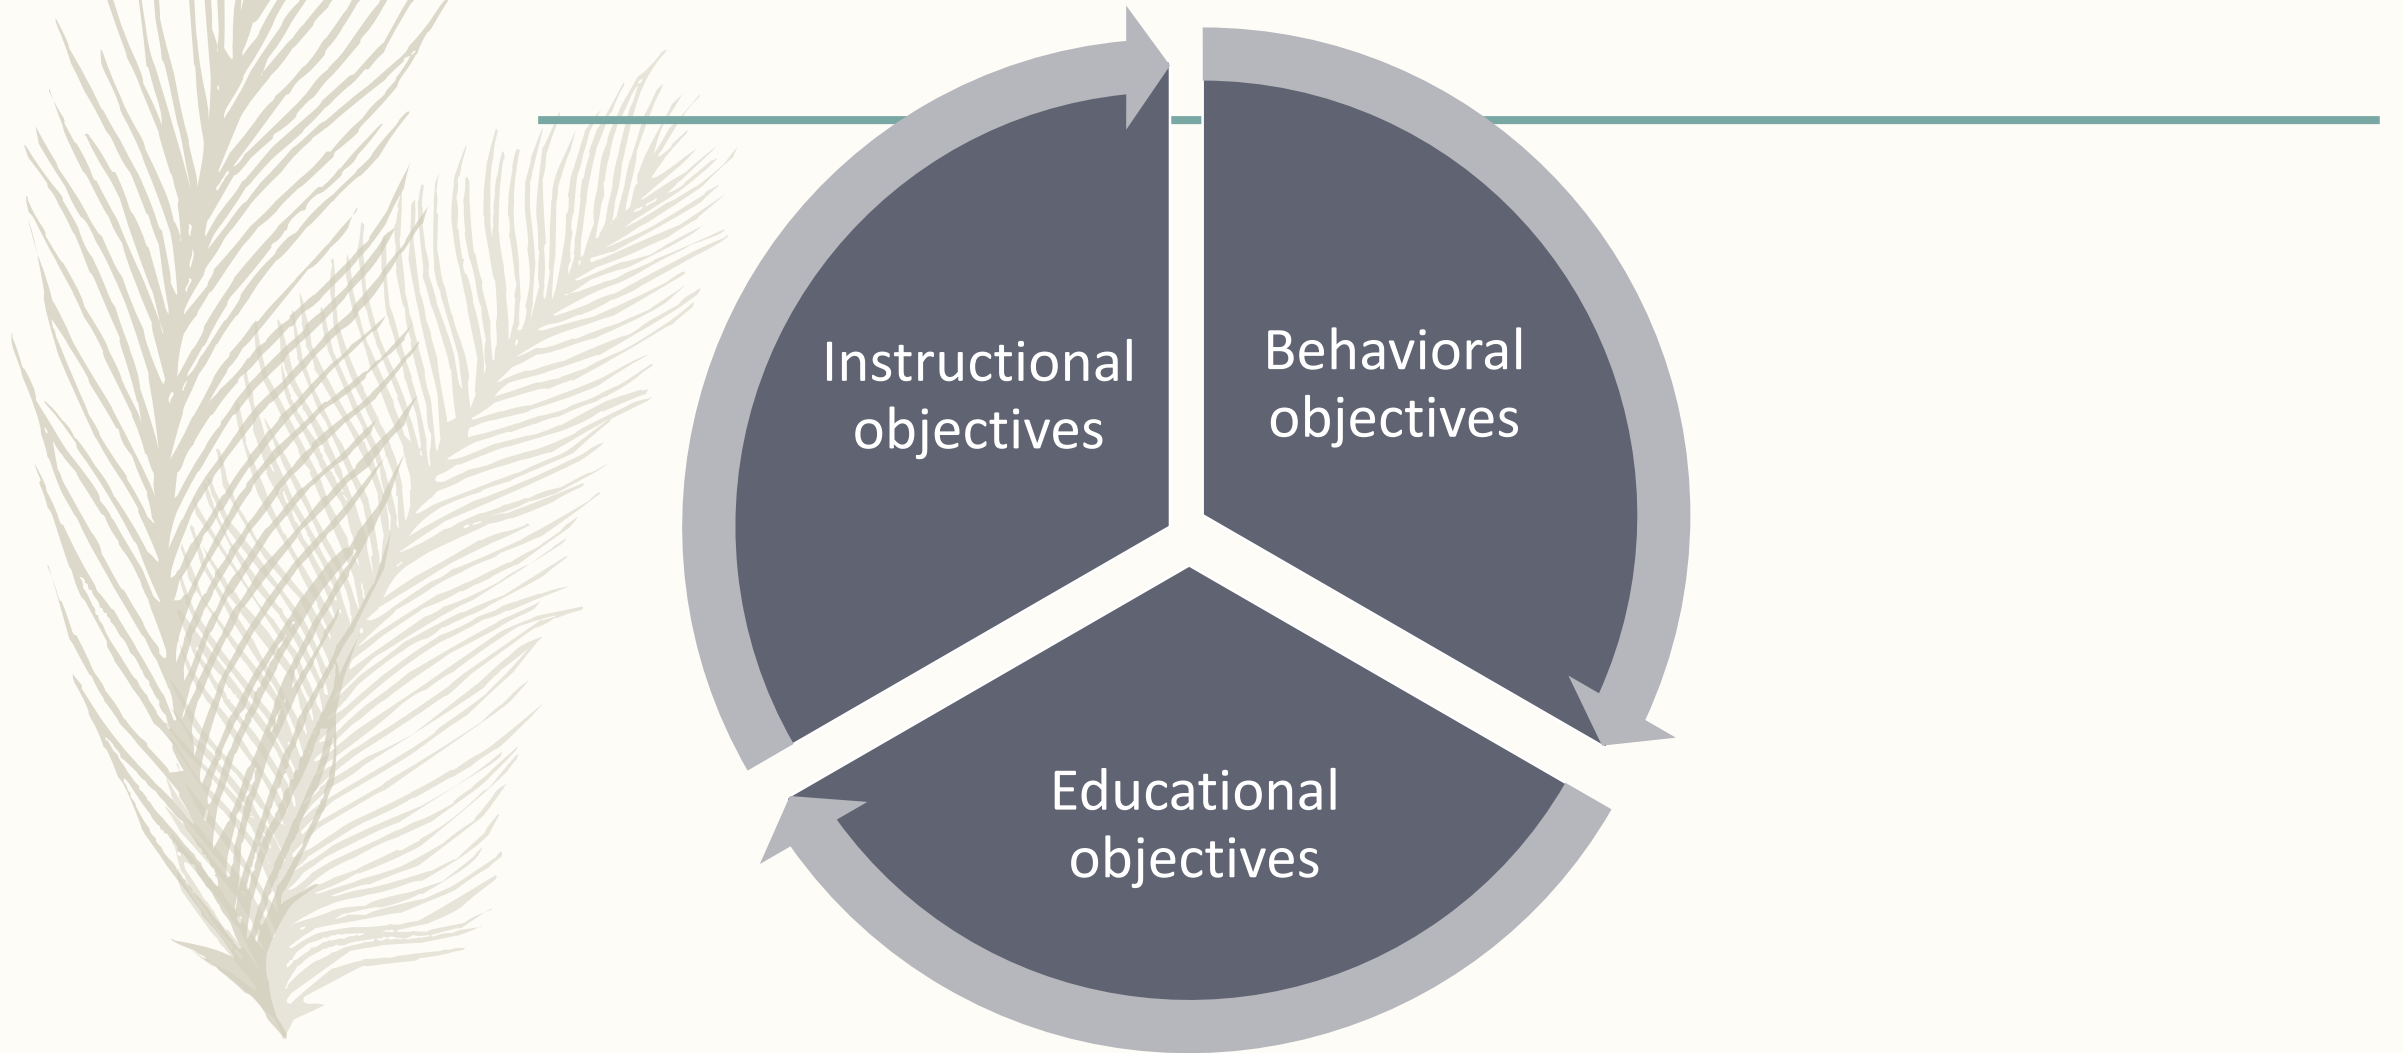 Instructional
objectives
Behavioral
objectives
Educational
objectives